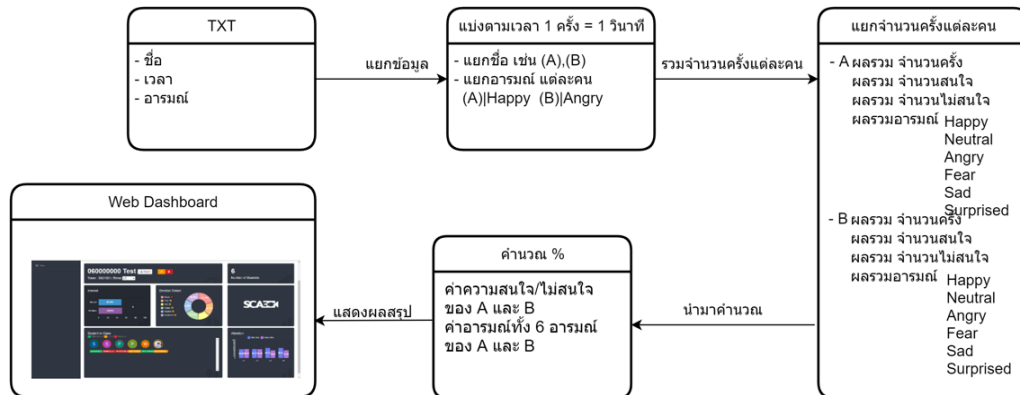 TXT
- ชื่อ
- เวลา
- อารมณ์
แยกข้อมูล
แบ่งตามเวลา 1 ครั้ง = 1 วินาที
- แยกชื่อ เช่น (A),(B)
- แยกอารมณ์ แต่ละคน
(A)|Happy (B)|Angry
รวมจำนวนครั้งแต่ละคน
แยกจำนวนครั้งแต่ละคน
- A ผลรวม จำนวนครั้ง
ผลรวม จำนวนสนใจ
ผลรวม จำนวนไม่สนใจ
ผลรวมอารมณ์ Happy
Neutral
Angry
Fear
Sad
Surprised
- B ผลรวม จำนวนครั้ง
ผลรวม จำนวนสนใจ
ผลรวม จำนวนไม่สนใจ
ผลรวมอารมณ์ Happy
Neutral
Angry
Fear
Sad
Surprised
นำมาคำนวณ
คำนวณ %
ค่าความสนใจ/ไม่สนใจ
ของ A และ B
ค่าอารมณ์ทั้ง 6 อารมณ์
ของ A และ B
แสดงผลสรุป
Web Dashboard
060000000 Test
6